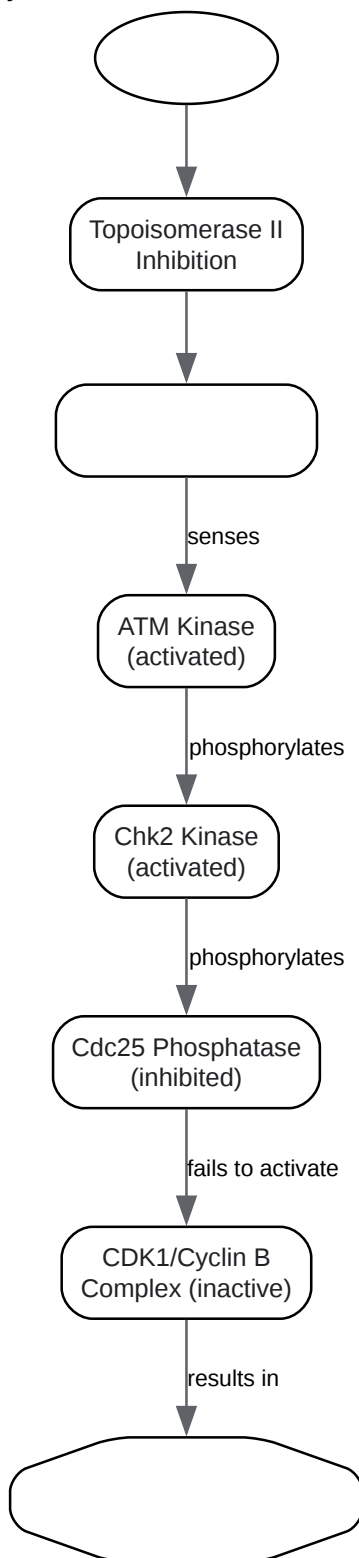 Topoisomerase II
Inhibition
senses
ATM Kinase
(activated)
phosphorylates
Chk2 Kinase
(activated)
phosphorylates
Cdc25 Phosphatase
(inhibited)
fails to activate
CDK1/Cyclin B
Complex (inactive)
results in